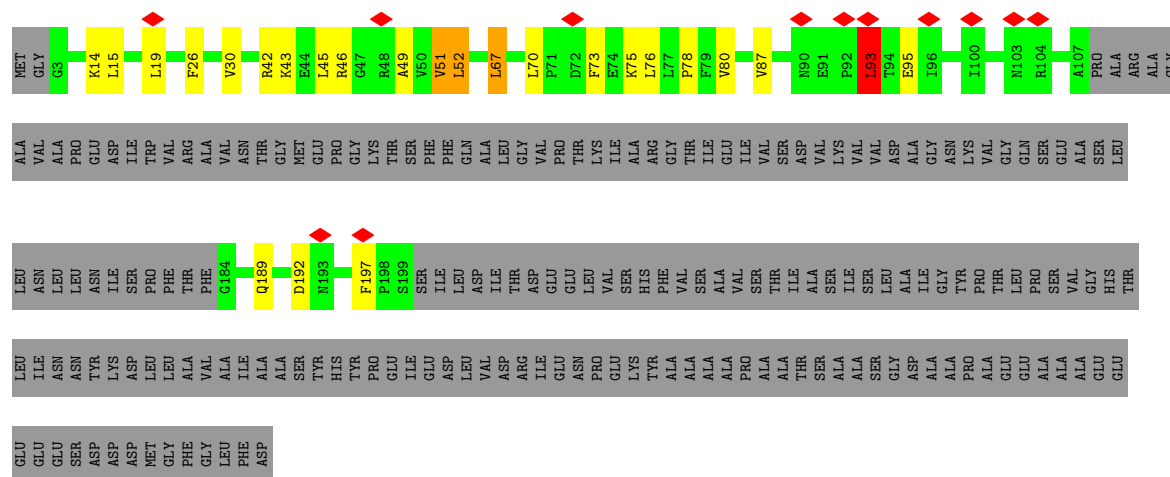 MET GLY G3 K14 L15 L19 F26 V30 R42 K43 E44 L45 R46 G47 R48 A49 V50 V51 L52 L67 L70 P71 D72 F73 E74 K75 L76 L77 P78 F79 V80 V87 N90 E91 P92 L93 T94 E95 I96 I100 N103 R104 A107 PRO ALA ARG ALA GLY
ALA VAL ALA PRO GLU ASP ILE TRP VAL ARG ALA VAL ASN THR GLY MET GLU PRO GLY LYS THR SER PHE PHE GLN ALA LEU GLY VAL PRO THR LYS ILE ALA ARG GLY THR ILE GLU ILE VAL SER ASP VAL LYS VAL VAL ASP ALA GLY ASN LYS VAL GLY GLN SER GLU ALA SER LEU
LEU ASN LEU LEU ASN ILE SER PRO PHE THR PHE G184 Q189 D192 N193 F197 P198 S199 SER ILE LEU ASP ILE THR ASP GLU GLU LEU VAL SER HIS PHE VAL SER ALA VAL SER THR ILE ALA SER ILE SER LEU ALA ILE GLY TYR PRO THR LEU PRO SER VAL GLY HIS THR
LEU ILE ASN ASN TYR LYS ASP LEU LEU ALA VAL ALA ILE ALA ALA SER TYR HIS TYR PRO GLU ILE GLU ASP LEU VAL ASP ARG ILE GLU ASN PRO GLU LYS TYR ALA ALA ALA ALA PRO ALA ALA THR SER ALA ALA SER GLY ASP ALA ALA PRO ALA GLU GLU ALA ALA ALA GLU GLU
GLU GLU GLU SER ASP ASP ASP MET GLY PHE GLY LEU PHE ASP